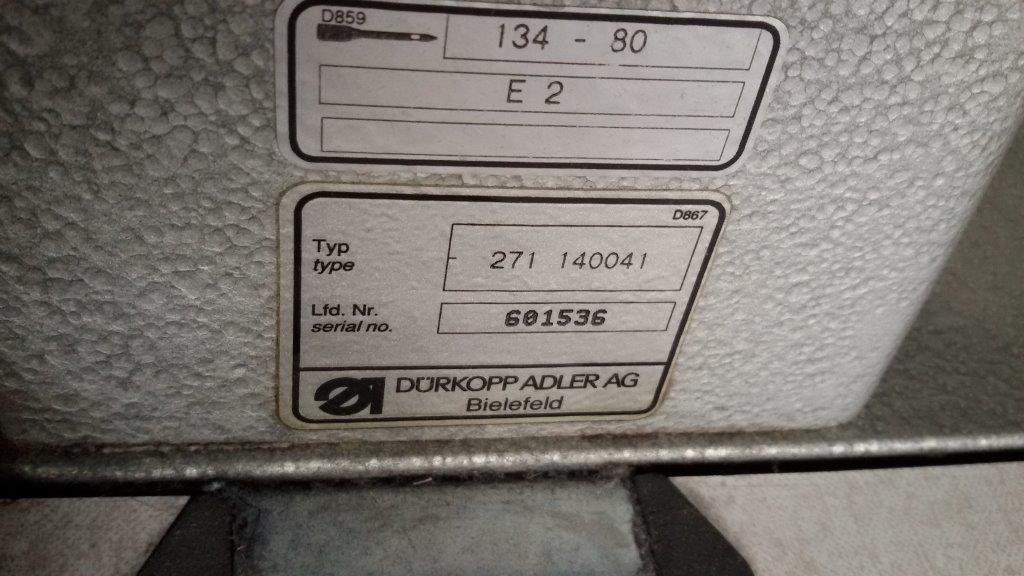 D859
134 - 80
E 2
D867
Typ
type
271 140041
Lfd. Nr.
serial no.
601536
DÜRKOPP ADLER AG
Bielefeld